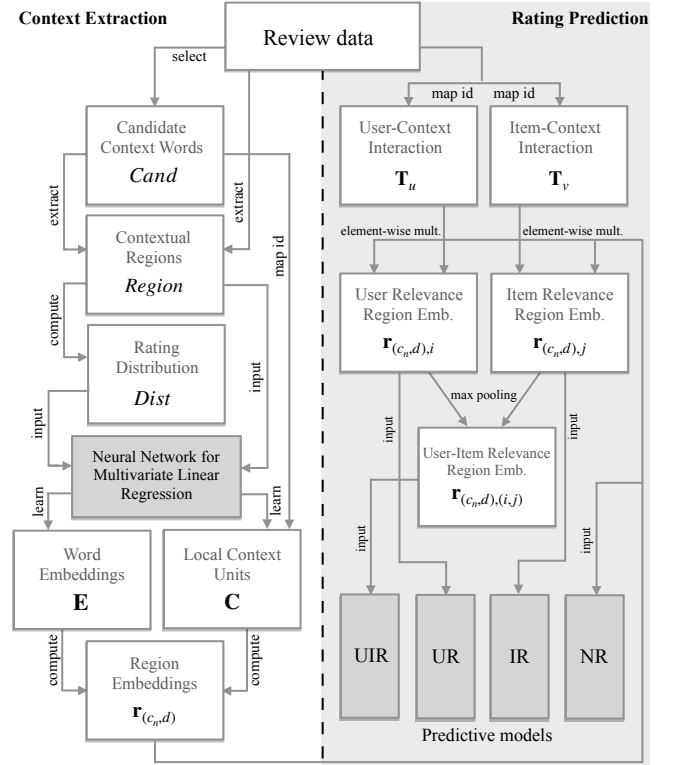 Context Extraction
Review data
Rating Prediction
select
map id
map id
Candidate
Context Words
Cand
User-Context
Interaction
T_u
Item-Context
Interaction
T_v
extract
extract
map id
element-wise mult.
element-wise mult.
Contextual
Regions
Region
User Relevance
Region Emb.
r_(c_n,d),i
Item Relevance
Region Emb.
r_(c_n,d),j
compute
Rating
Distribution
Dist
input
max pooling
input
input
input
User-Item Relevance
Region Emb.
r_(c_n,d),(i,j)
Neural Network for
Multivariate Linear
Regression
learn
learn
input
input
Word
Embeddings
E
Local Context
Units
C
compute
compute
Region
Embeddings
r_(c_n,d)
UIR
UR
IR
NR
Predictive models